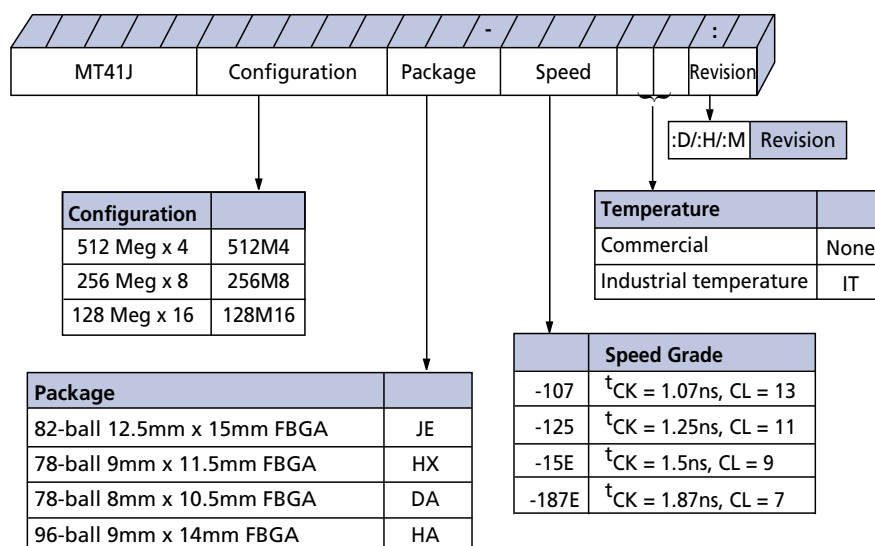 - :
MT41J Configuration Package Speed Revision
:D/:H/:M Revision
Configuration
512 Meg x 4 512M4
256 Meg x 8 256M8
128 Meg x 16 128M16
Temperature
Commercial None
Industrial temperature IT
Package
82-ball 12.5mm x 15mm FBGA JE
78-ball 9mm x 11.5mm FBGA HX
78-ball 8mm x 10.5mm FBGA DA
96-ball 9mm x 14mm FBGA HA
Speed Grade
-107 tCK = 1.07ns, CL = 13
-125 tCK = 1.25ns, CL = 11
-15E tCK = 1.5ns, CL = 9
-187E tCK = 1.87ns, CL = 7